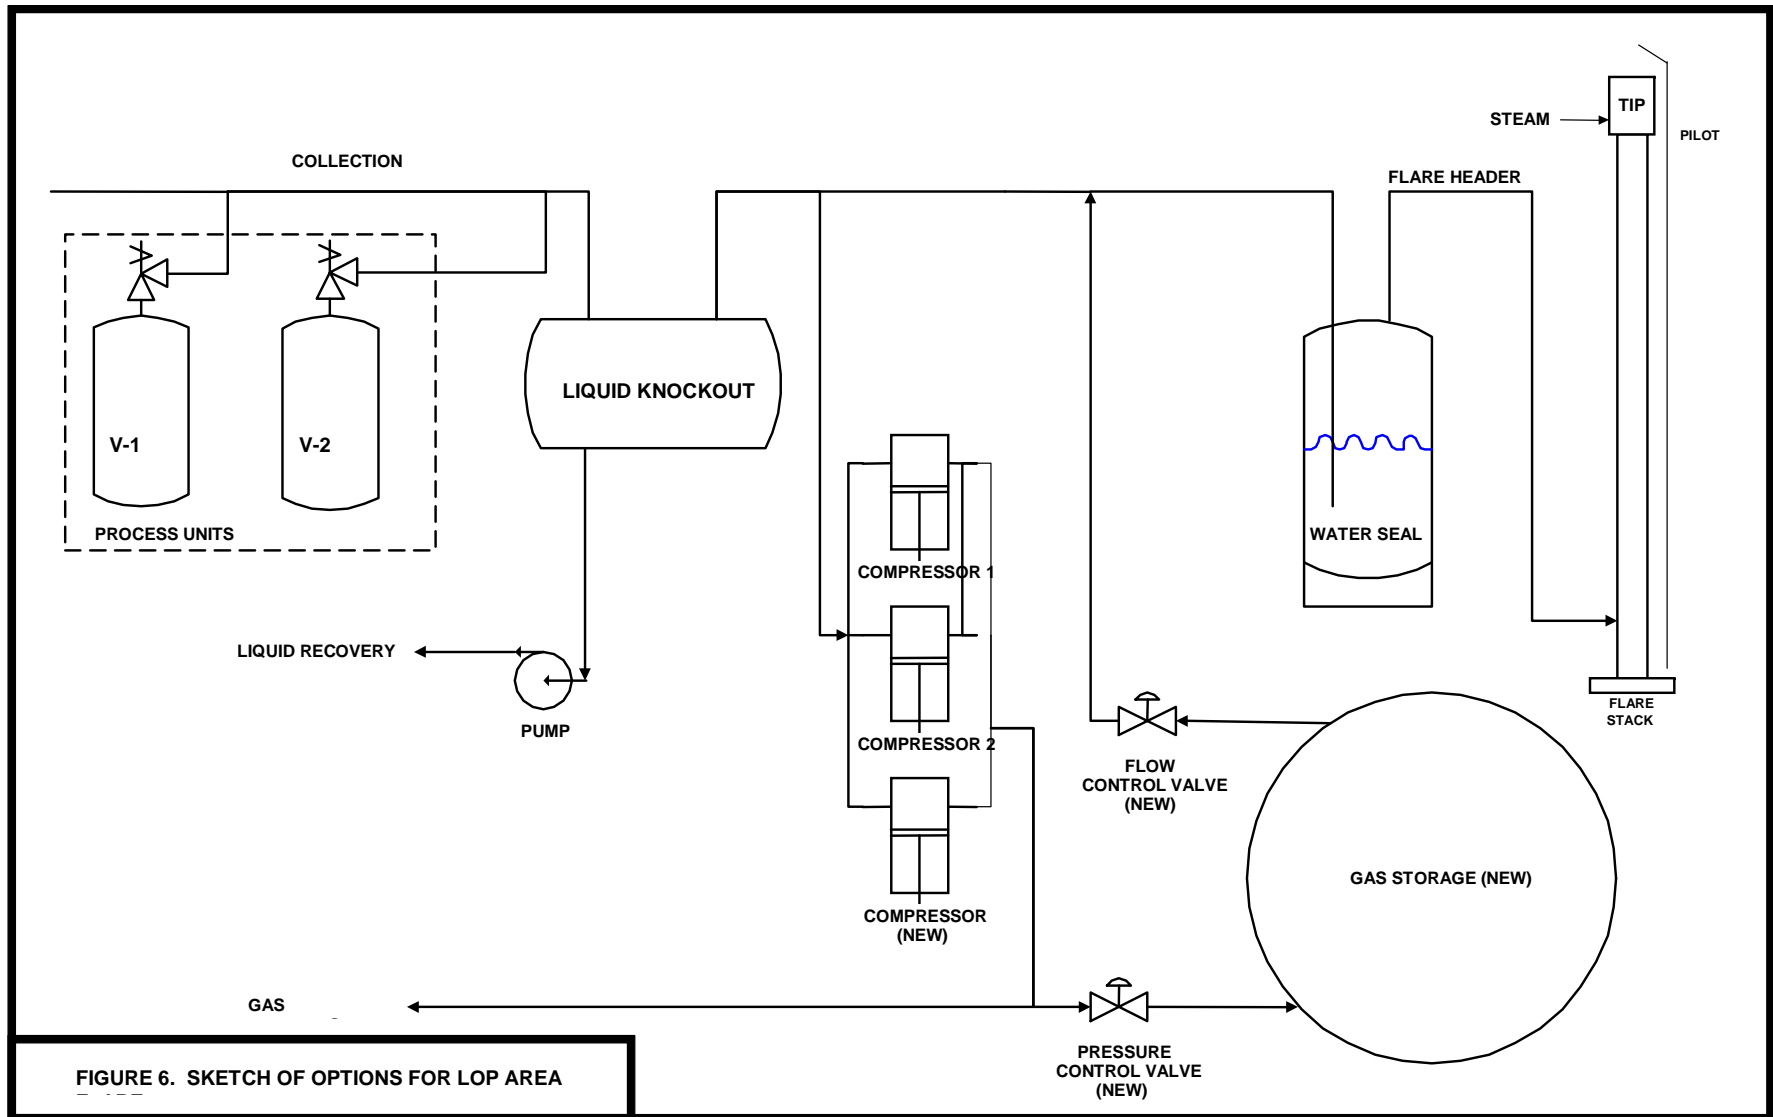 TIP
STEAM
PILOT
COLLECTION
FLARE HEADER
LIQUID KNOCKOUT
V-1
V-2
PROCESS UNITS
WATER SEAL
COMPRESSOR 1
LIQUID RECOVERY
PUMP
FLARE
STACK
COMPRESSOR 2
FLOW
CONTROL VALVE
(NEW)
GAS STORAGE (NEW)
COMPRESSOR
(NEW)
GAS
PRESSURE
CONTROL VALVE
(NEW)
FIGURE 6.  SKETCH OF OPTIONS FOR LOP AREA